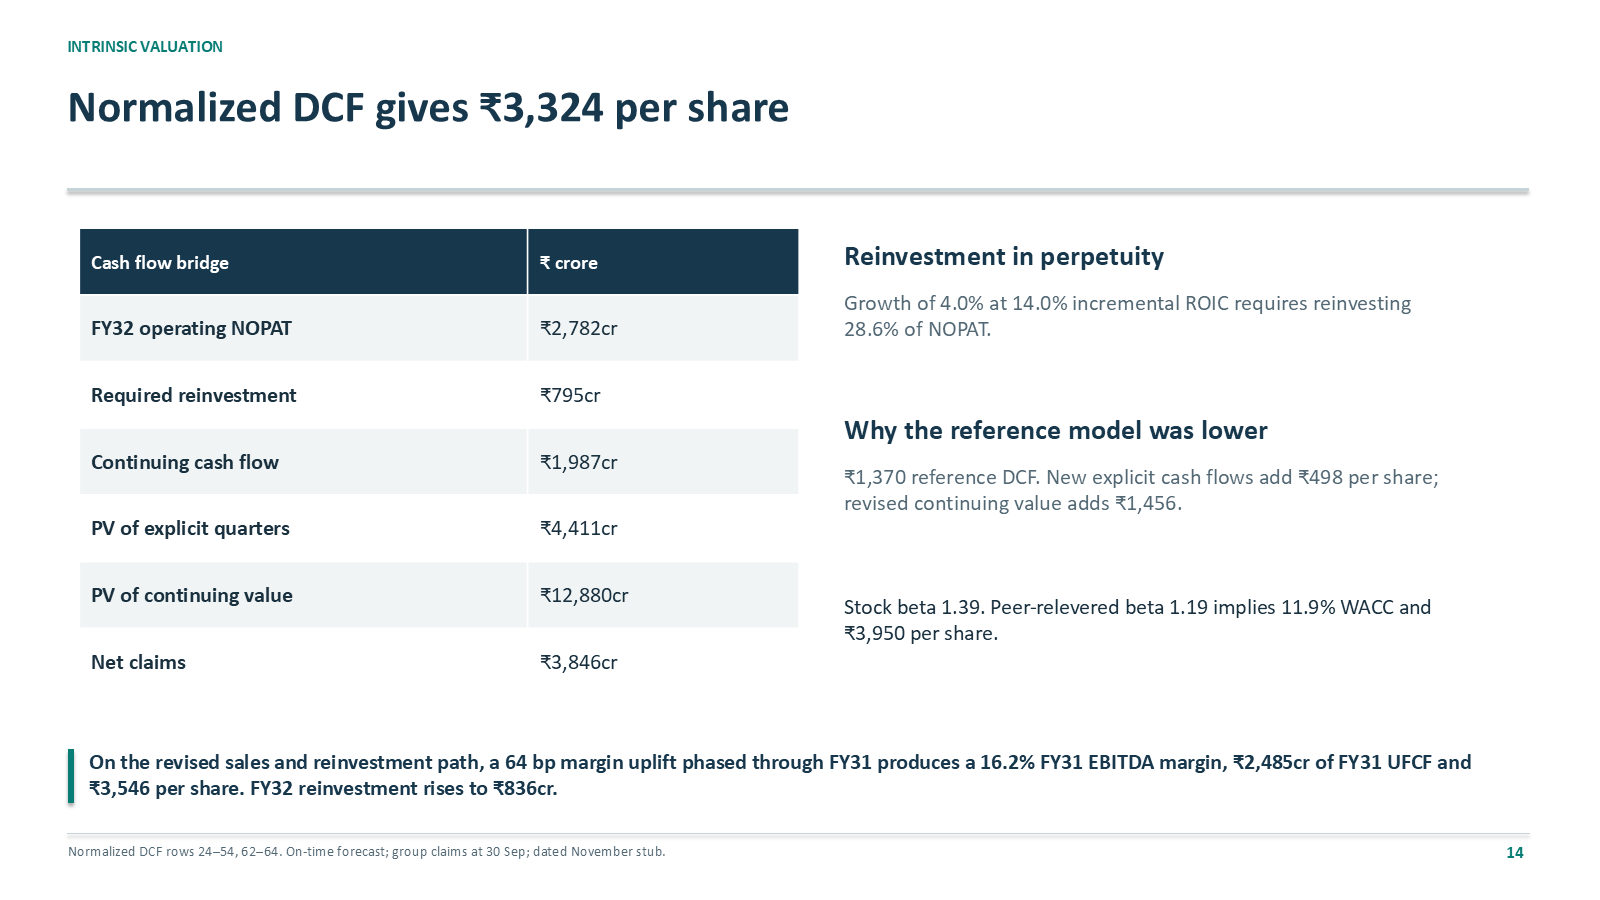 INTRINSIC VALUATION
Normalized DCF gives ₹3,324 per share
Cash flow bridge ₹ crore
FY32 operating NOPAT ₹2,782cr
Required reinvestment ₹795cr
Continuing cash flow ₹1,987cr
PV of explicit quarters ₹4,411cr
PV of continuing value ₹12,880cr
Net claims ₹3,846cr
Reinvestment in perpetuity
Growth of 4.0% at 14.0% incremental ROIC requires reinvesting
28.6% of NOPAT.
Why the reference model was lower
₹1,370 reference DCF. New explicit cash flows add ₹498 per share;
revised continuing value adds ₹1,456.
Stock beta 1.39. Peer-relevered beta 1.19 implies 11.9% WACC and
₹3,950 per share.
On the revised sales and reinvestment path, a 64 bp margin uplift phased through FY31 produces a 16.2% FY31 EBITDA margin, ₹2,485cr of FY31 UFCF and
₹3,546 per share. FY32 reinvestment rises to ₹836cr.
Normalized DCF rows 24–54, 62–64. On-time forecast; group claims at 30 Sep; dated November stub.
14